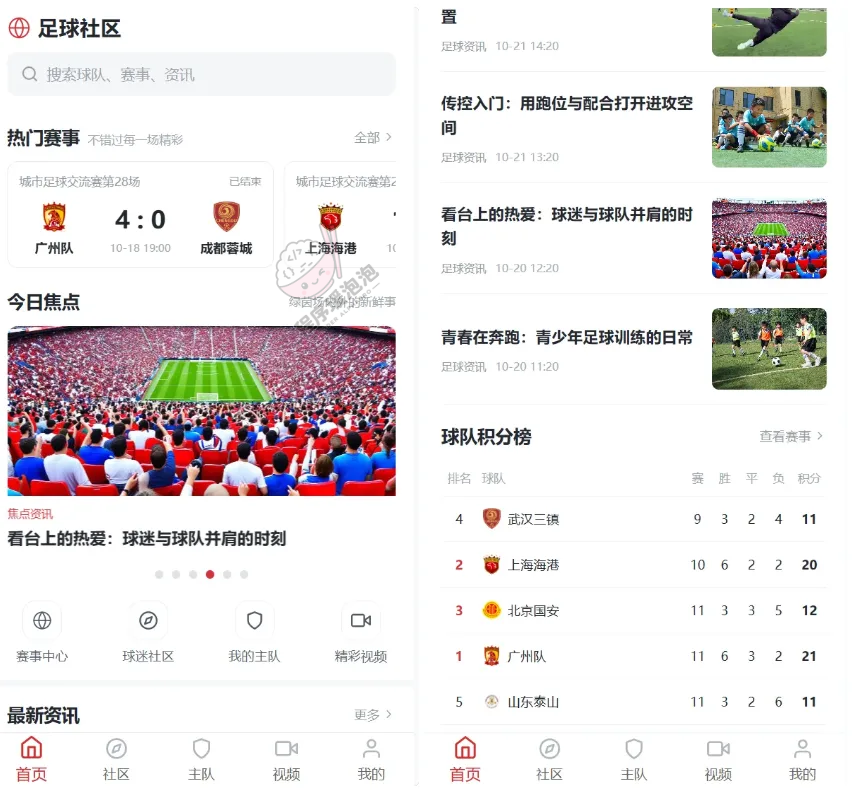 足球社区
搜索球队、赛事、资讯
热门赛事 不错过每一场精彩 全部
城市足球交流赛第28场 已结束
4 : 0
广州队 10-18 19:00 成都蓉城
上海海港
今日焦点
绿茵场内外的新鲜事
程序猿泡泡
焦点资讯
看台上的热爱：球迷与球队并肩的时刻
赛事中心 球迷社区 我的主队 精彩视频
最新资讯 更多
首页 社区 主队 视频 我的
置
足球资讯 10-21 14:20
传控入门：用跑位与配合打开进攻空
间
足球资讯 10-21 13:20
看台上的热爱：球迷与球队并肩的时
刻
足球资讯 10-20 12:20
青春在奔跑：青少年足球训练的日常
足球资讯 10-20 11:20
球队积分榜 查看赛事
排名 球队 赛 胜 平 负 积分
4 武汉三镇 9 3 2 4 11
2 上海海港 10 6 2 2 20
3 北京国安 11 3 3 5 12
1 广州队 11 6 3 2 21
5 山东泰山 11 3 2 6 11
首页 社区 主队 视频 我的